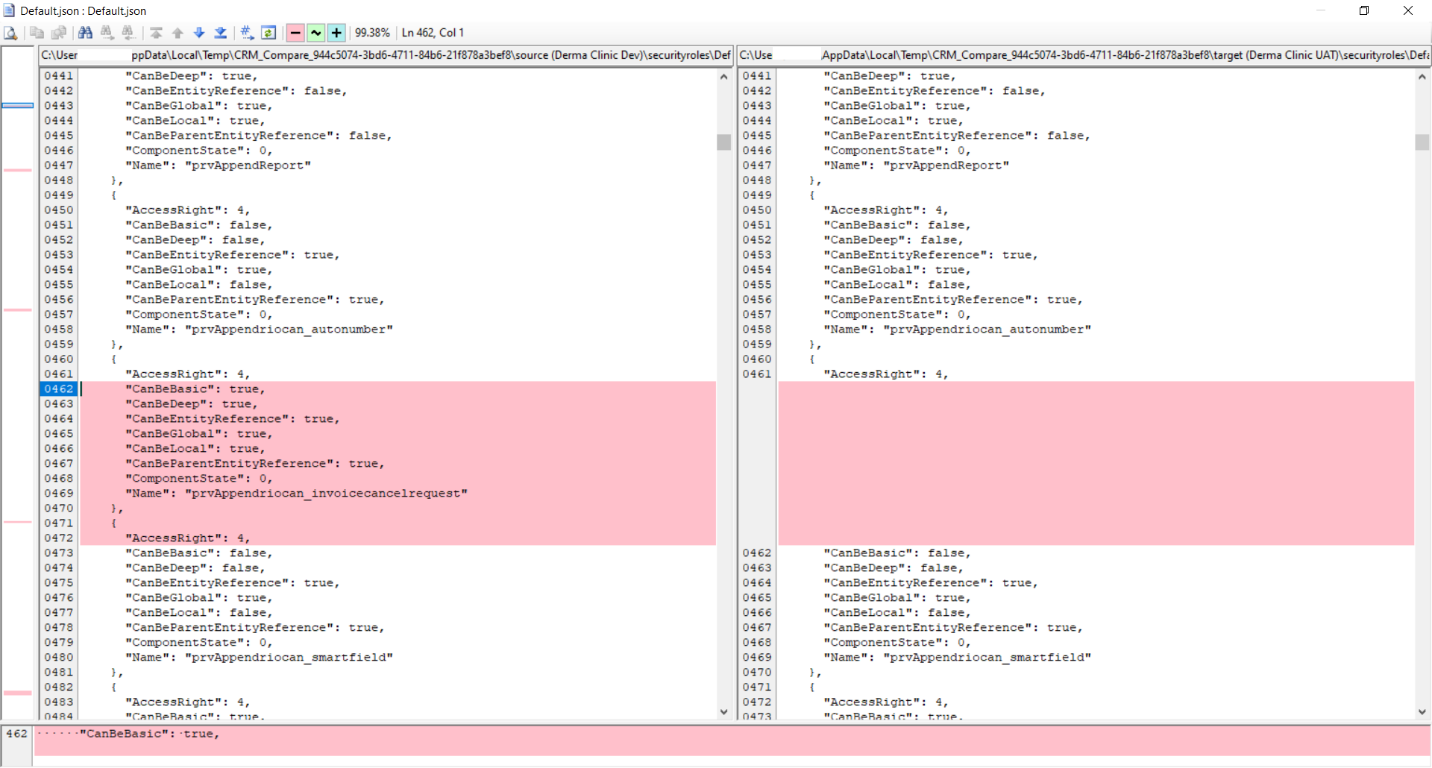 Default.json : Default.json
99.38% Ln 462, Col 1
C:\User ppData\Local\Temp\CRM_Compare_944c5074-3bd6-4711-84b6-21f878a3bef8\source (Derma Clinic Dev)\securityroles\Def
0441 "CanBeDeep": true,
0442 "CanBeEntityReference": false,
0443 "CanBeGlobal": true,
0444 "CanBeLocal": true,
0445 "CanBeParentEntityReference": false,
0446 "ComponentState": 0,
0447 "Name": "prvAppendReport"
0448 },
0449 {
0450 "AccessRight": 4,
0451 "CanBeBasic": false,
0452 "CanBeDeep": false,
0453 "CanBeEntityReference": true,
0454 "CanBeGlobal": true,
0455 "CanBeLocal": false,
0456 "CanBeParentEntityReference": true,
0457 "ComponentState": 0,
0458 "Name": "prvAppendriocan_autonumber"
0459 },
0460 {
0461 "AccessRight": 4,
0462 "CanBeBasic": true,
0463 "CanBeDeep": true,
0464 "CanBeEntityReference": true,
0465 "CanBeGlobal": true,
0466 "CanBeLocal": true,
0467 "CanBeParentEntityReference": true,
0468 "ComponentState": 0,
0469 "Name": "prvAppendriocan_invoicecancelrequest"
0470 },
0471 {
0472 "AccessRight": 4,
0473 "CanBeBasic": false,
0474 "CanBeDeep": false,
0475 "CanBeEntityReference": true,
0476 "CanBeGlobal": true,
0477 "CanBeLocal": false,
0478 "CanBeParentEntityReference": true,
0479 "ComponentState": 0,
0480 "Name": "prvAppendriocan_smartfield"
0481 },
0482 {
0483 "AccessRight": 4,
0484 "CanBeBasic": true,
C:\Use AppData\Local\Temp\CRM_Compare_944c5074-3bd6-4711-84b6-21f878a3bef8\target (Derma Clinic UAT)\securityroles\Defa
0441 "CanBeDeep": true,
0442 "CanBeEntityReference": false,
0443 "CanBeGlobal": true,
0444 "CanBeLocal": true,
0445 "CanBeParentEntityReference": false,
0446 "ComponentState": 0,
0447 "Name": "prvAppendReport"
0448 },
0449 {
0450 "AccessRight": 4,
0451 "CanBeBasic": false,
0452 "CanBeDeep": false,
0453 "CanBeEntityReference": true,
0454 "CanBeGlobal": true,
0455 "CanBeLocal": false,
0456 "CanBeParentEntityReference": true,
0457 "ComponentState": 0,
0458 "Name": "prvAppendriocan_autonumber"
0459 },
0460 {
0461 "AccessRight": 4,
0462 "CanBeBasic": false,
0463 "CanBeDeep": false,
0464 "CanBeEntityReference": true,
0465 "CanBeGlobal": true,
0466 "CanBeLocal": false,
0467 "CanBeParentEntityReference": true,
0468 "ComponentState": 0,
0469 "Name": "prvAppendriocan_smartfield"
0470 },
0471 {
0472 "AccessRight": 4,
0473 "CanBeBasic": true,
462 ······"CanBeBasic":·true,